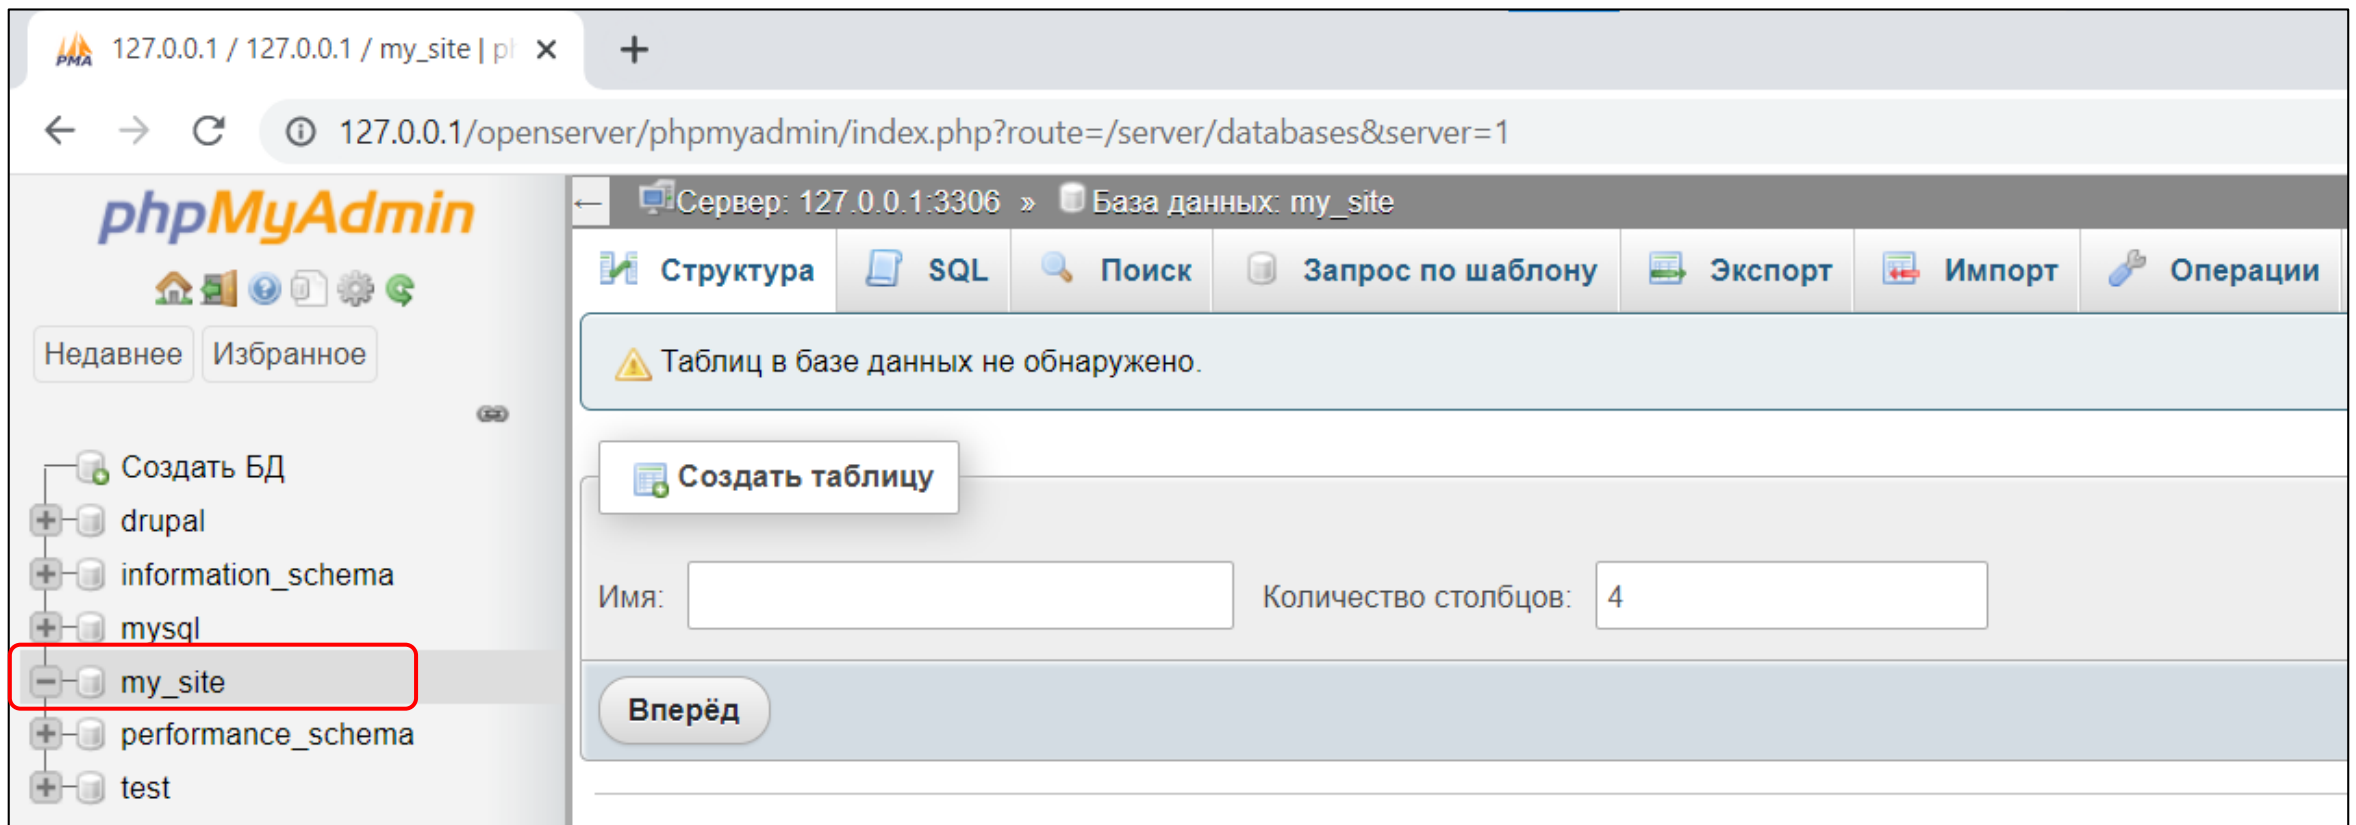 127.0.0.1 / 127.0.0.1 / my_site | ph
127.0.0.1/openserver/phpmyadmin/index.php?route=/server/databases&server=1
phpMyAdmin
Недавнее Избранное
Создать БД
drupal
information_schema
mysql
my_site
performance_schema
test
← Сервер: 127.0.0.1:3306 » База данных: my_site
Структура SQL Поиск Запрос по шаблону Экспорт Импорт Операции
Таблиц в базе данных не обнаружено.
Создать таблицу
Имя: Количество столбцов: 4
Вперёд